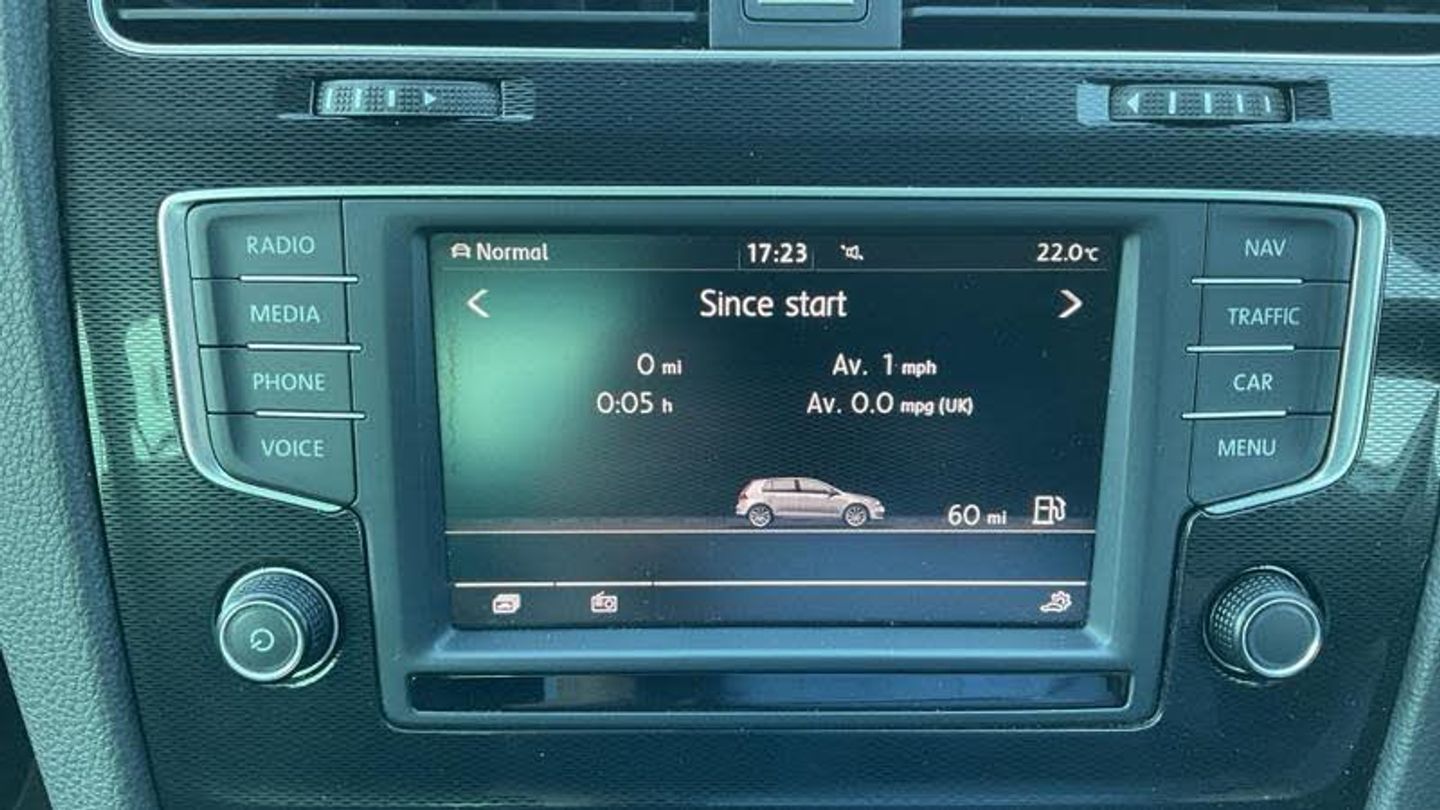 RADIO
MEDIA
PHONE
VOICE
Normal 17:23 22.0°C
Since start
0 mi Av. 1 mph
0:05 h Av. 0.0 mpg (UK)
60 mi
NAV
TRAFFIC
CAR
MENU